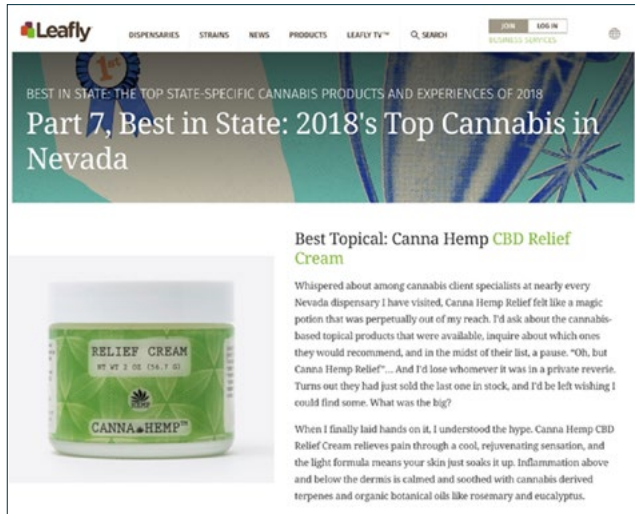 Leafly
DISPENSARIES STRAINS NEWS PRODUCTS LEAFLY TV™ SEARCH
JOIN LOG IN
BUSINESS SERVICES
1st
BEST IN STATE: THE TOP STATE-SPECIFIC CANNABIS PRODUCTS AND EXPERIENCES OF 2018
Part 7, Best in State: 2018's Top Cannabis in
Nevada
Best Topical: Canna Hemp CBD Relief
Cream
Whispered about among cannabis client specialists at nearly every
Nevada dispensary I have visited, Canna Hemp Relief felt like a magic
potion that was perpetually out of my reach. I'd ask about the cannabis-
based topical products that were available, inquire about which ones
they would recommend, and in the midst of their list, a pause. "Oh, but
Canna Hemp Relief"... And I'd lose whomever it was in a private reverie.
Turns out they had just sold the last one in stock, and I'd be left wishing I
could find some. What was the big?
When I finally laid hands on it, I understood the hype. Canna Hemp CBD
Relief Cream relieves pain through a cool, rejuvenating sensation, and
the light formula means your skin just soaks it up. Inflammation above
and below the dermis is calmed and soothed with cannabis derived
terpenes and organic botanical oils like rosemary and eucalyptus.
RELIEF CREAM
NT WT 2 OZ (56.7 G)
HEMP
CANNA HEMP™